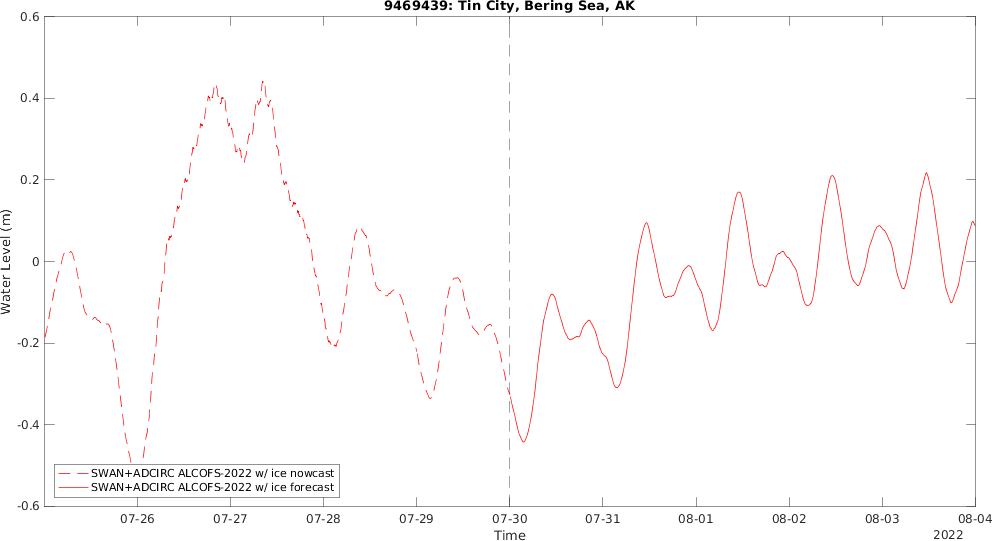 9469439: Tin City, Bering Sea, AK
0.6
0.4
0.2
0
-0.2
-0.4
-0.6
Water Level (m)
SWAN+ADCIRC ALCOFS-2022 w/ ice nowcast
SWAN+ADCIRC ALCOFS-2022 w/ ice forecast
07-26 07-27 07-28 07-29 07-30 07-31 08-01 08-02 08-03 08-04
Time
2022